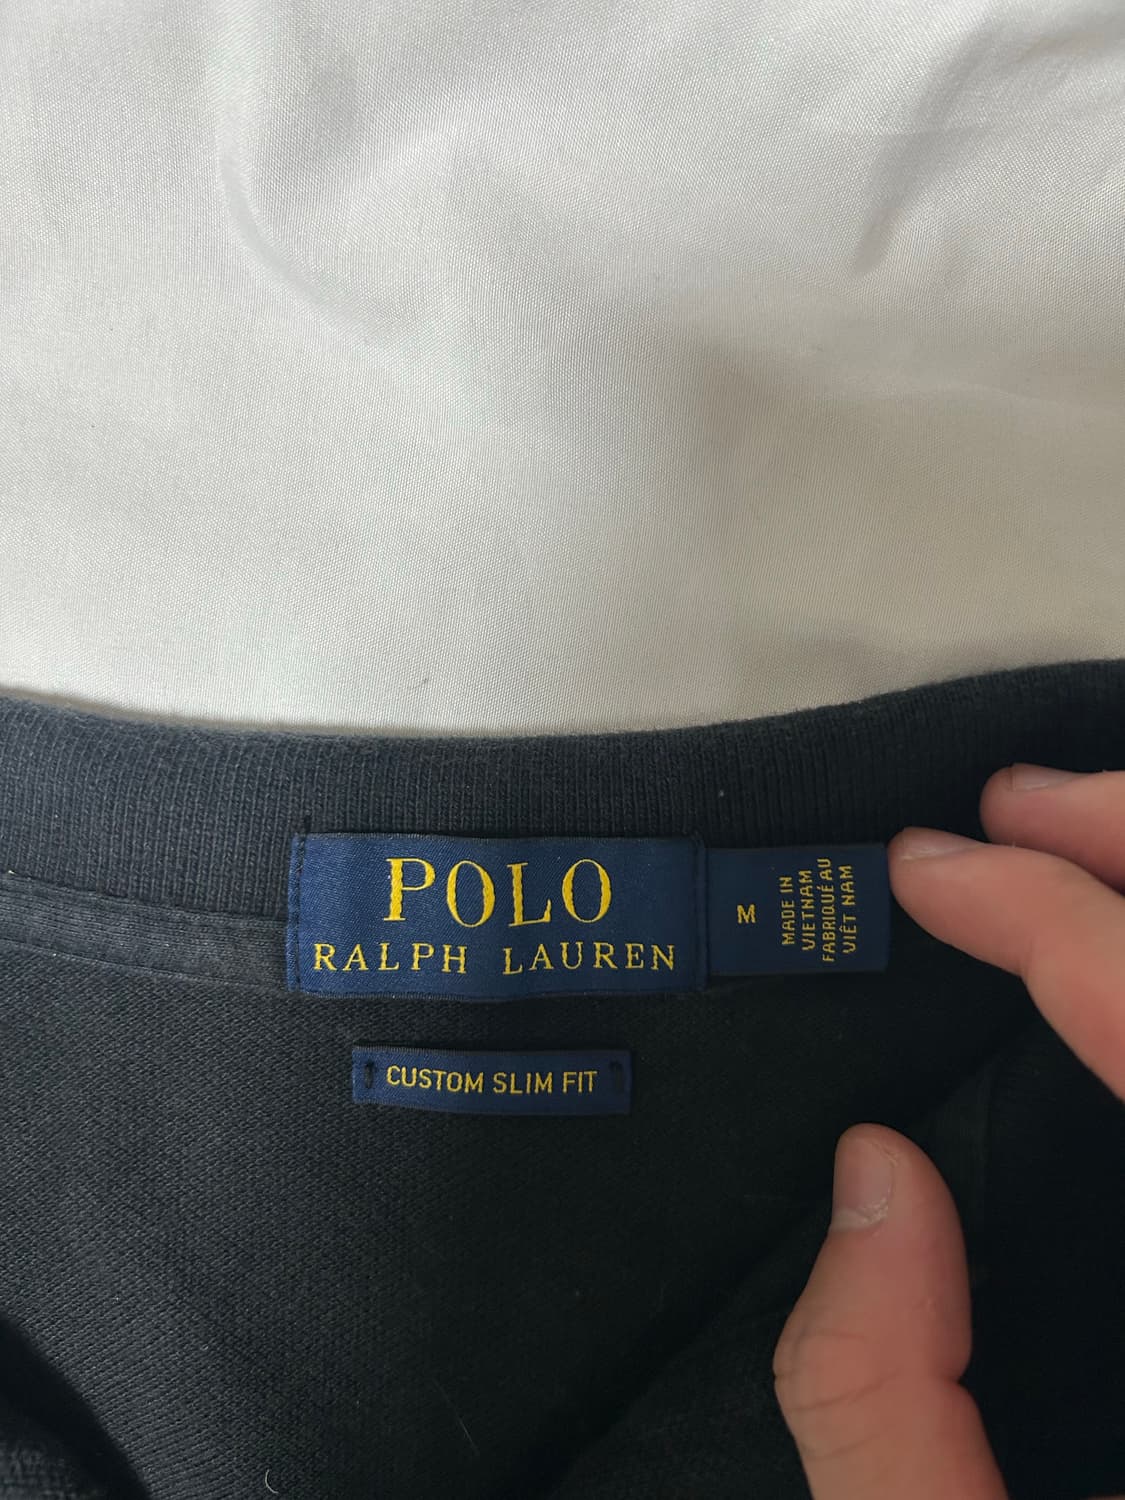 POLO
RALPH LAUREN
M
MADE IN
VIETNAM
FABRIQUÉ AU
VIÊT NAM
CUSTOM SLIM FIT